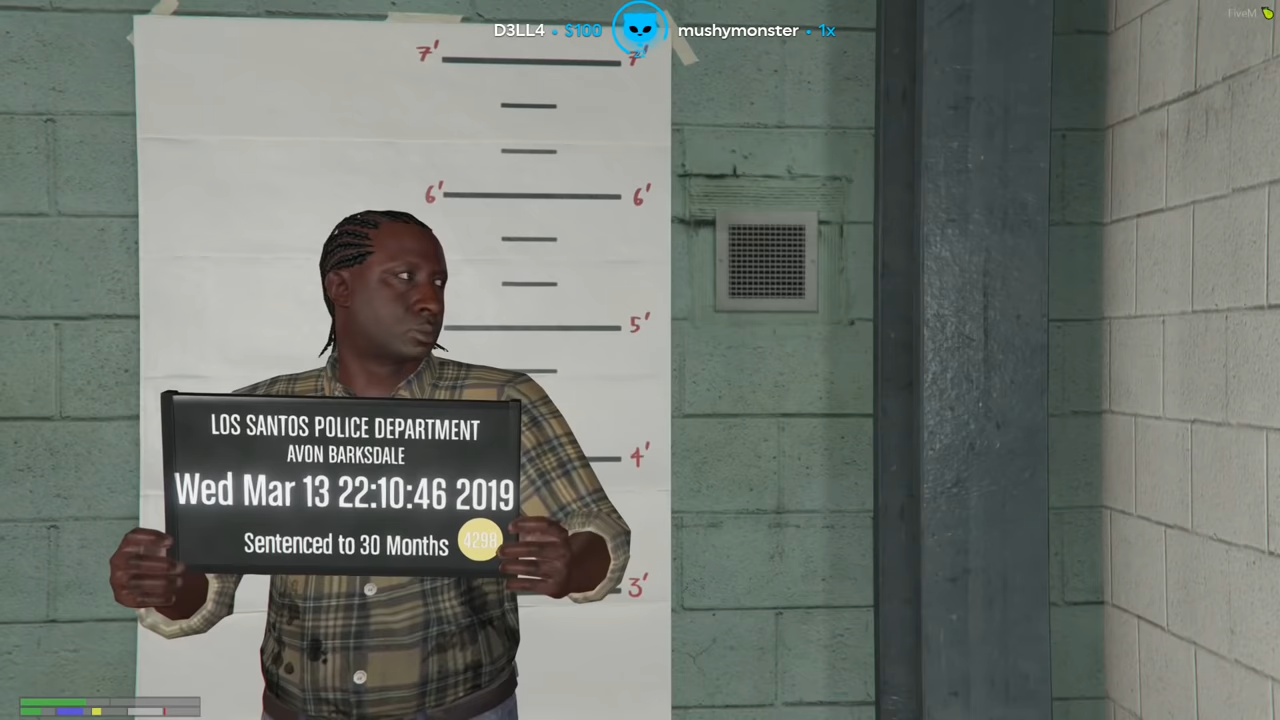 D3LL4 • $100 mushymonster • 1x
FiveM
7' 7'
6' 6'
5'
4'
3'
LOS SANTOS POLICE DEPARTMENT
AVON BARKSDALE
Wed Mar 13 22:10:46 2019
Sentenced to 30 Months 4298